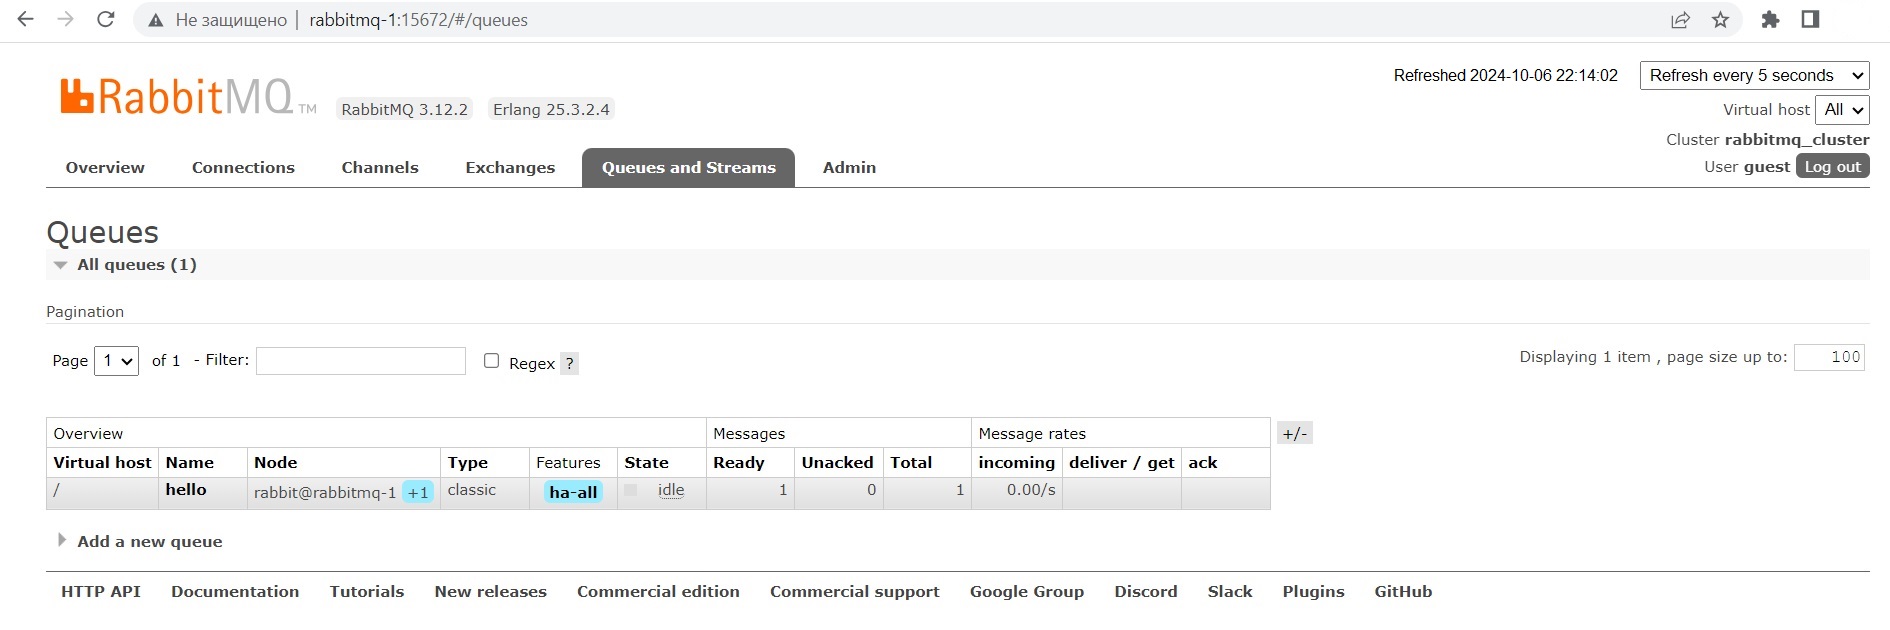 Не защищено | rabbitmq-1:15672/#/queues
RabbitMQ TM
RabbitMQ 3.12.2 Erlang 25.3.2.4
Refreshed 2024-10-06 22:14:02 Refresh every 5 seconds
Virtual host All
Cluster rabbitmq_cluster
User guest Log out
Overview Connections Channels Exchanges Queues and Streams Admin
Queues
All queues (1)
Pagination
Page 1 of 1 - Filter: Regex ? Displaying 1 item , page size up to: 100
Overview Messages Message rates +/-
Virtual host Name Node Type Features State Ready Unacked Total incoming deliver / get ack
/ hello rabbit@rabbitmq-1 +1 classic ha-all idle 1 0 1 0.00/s
Add a new queue
HTTP API Documentation Tutorials New releases Commercial edition Commercial support Google Group Discord Slack Plugins GitHub